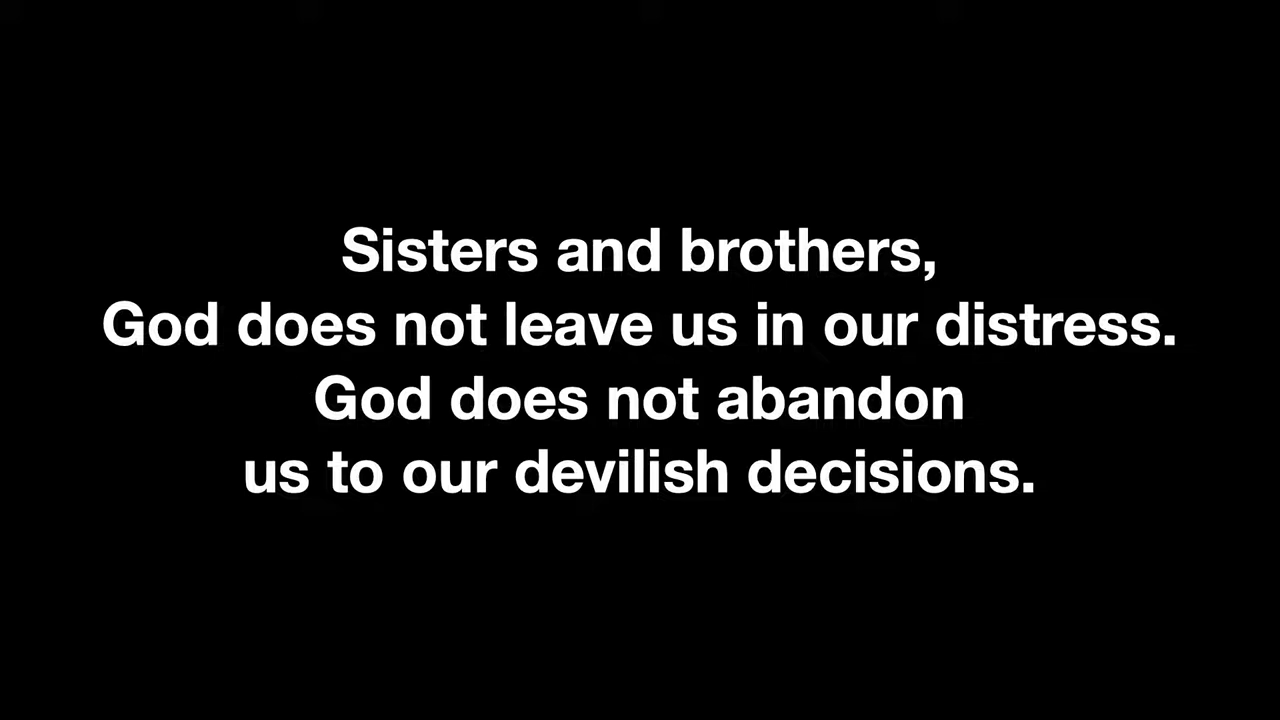 Sisters and brothers,
God does not leave us in our distress.
God does not abandon
us to our devilish decisions.